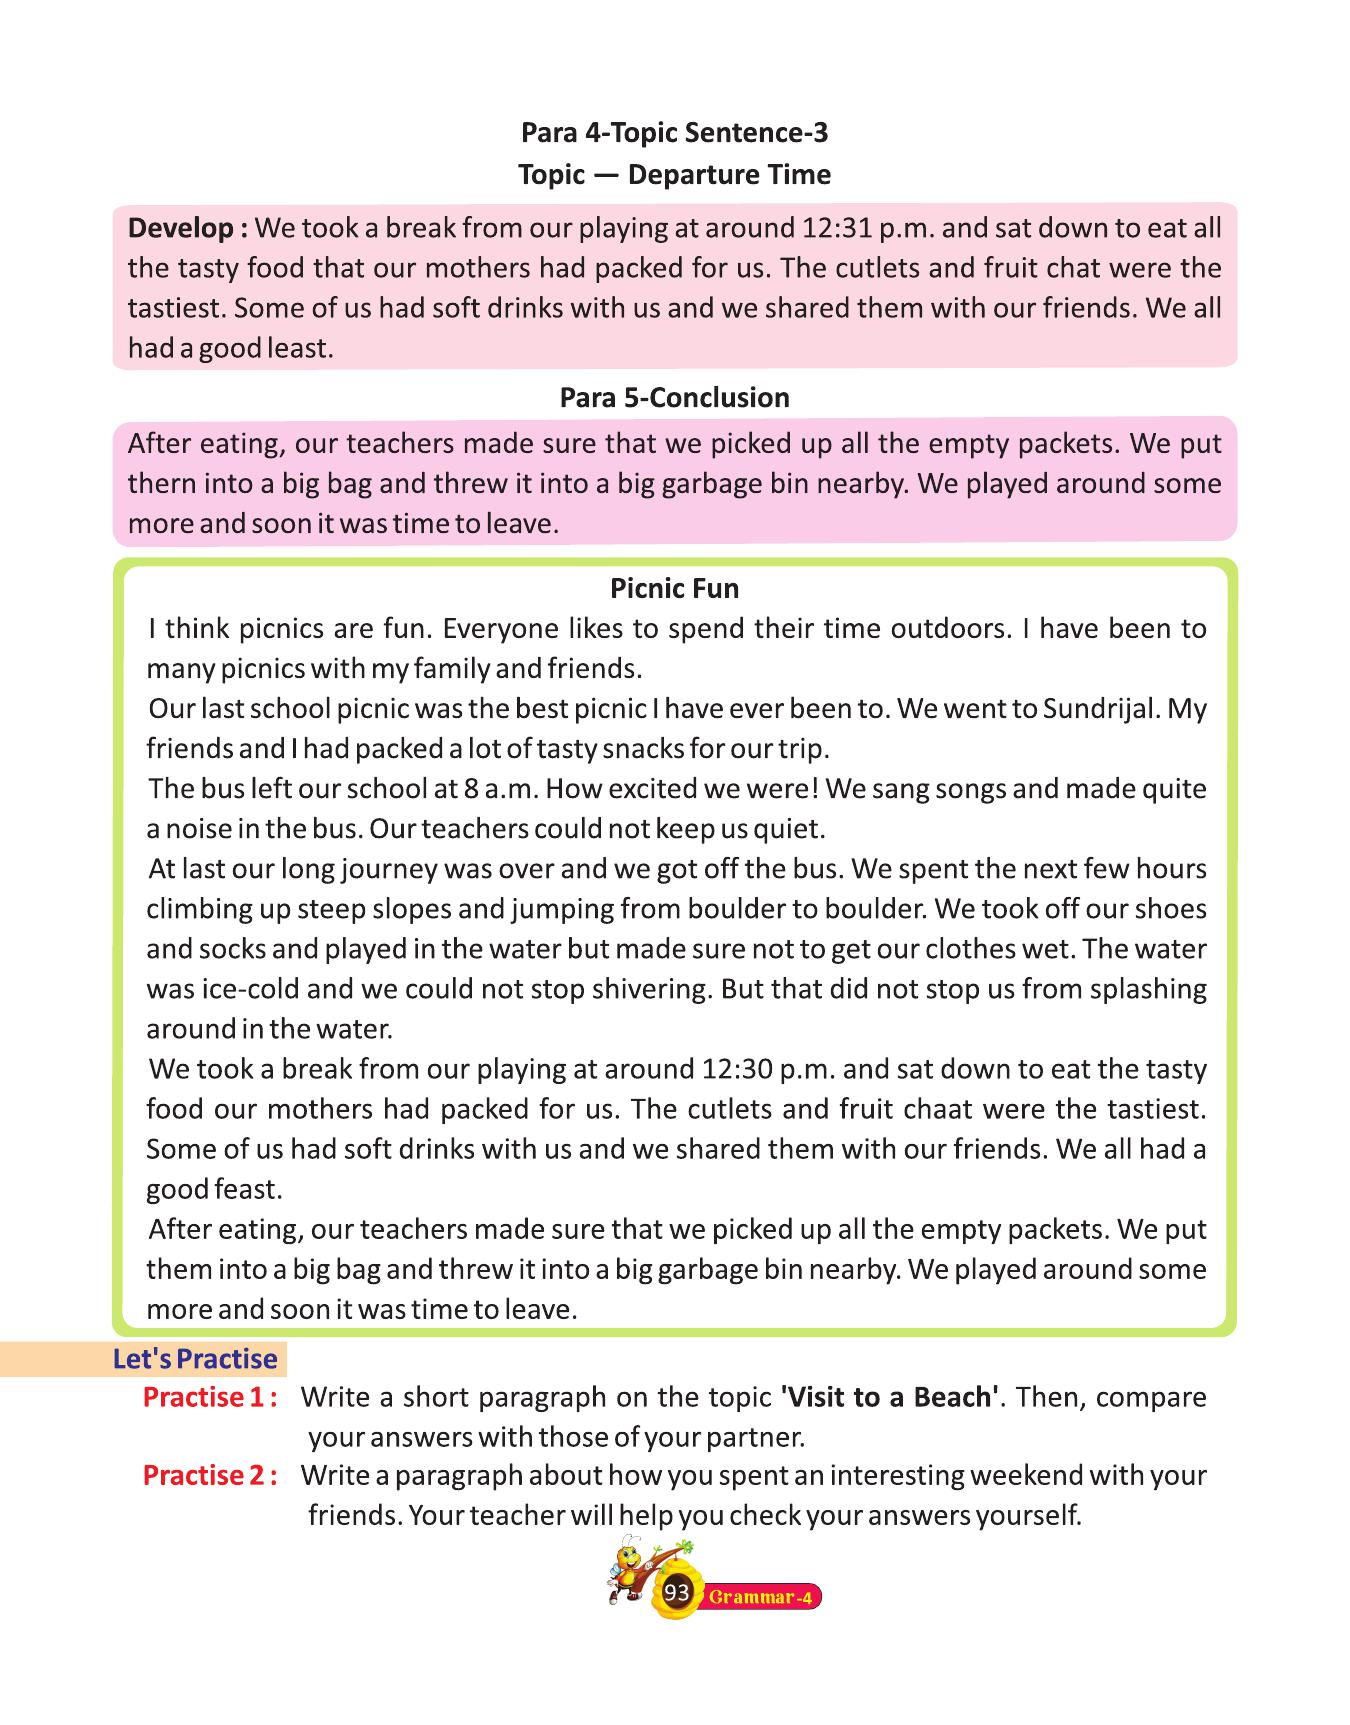 Para 4-Topic Sentence-3
Topic — Departure Time
Develop : We took a break from our playing at around 12:31 p.m. and sat down to eat all
the tasty food that our mothers had packed for us. The cutlets and fruit chat were the
tastiest. Some of us had soft drinks with us and we shared them with our friends. We all
had a good least.
Para 5-Conclusion
After eating, our teachers made sure that we picked up all the empty packets. We put
thern into a big bag and threw it into a big garbage bin nearby. We played around some
more and soon it was time to leave.
Picnic Fun
I think picnics are fun. Everyone likes to spend their time outdoors. I have been to
many picnics with my family and friends.
Our last school picnic was the best picnic I have ever been to. We went to Sundrijal. My
friends and I had packed a lot of tasty snacks for our trip.
The bus left our school at 8 a.m. How excited we were! We sang songs and made quite
a noise in the bus. Our teachers could not keep us quiet.
At last our long journey was over and we got off the bus. We spent the next few hours
climbing up steep slopes and jumping from boulder to boulder. We took off our shoes
and socks and played in the water but made sure not to get our clothes wet. The water
was ice-cold and we could not stop shivering. But that did not stop us from splashing
around in the water.
We took a break from our playing at around 12:30 p.m. and sat down to eat the tasty
food our mothers had packed for us. The cutlets and fruit chaat were the tastiest.
Some of us had soft drinks with us and we shared them with our friends. We all had a
good feast.
After eating, our teachers made sure that we picked up all the empty packets. We put
them into a big bag and threw it into a big garbage bin nearby. We played around some
more and soon it was time to leave.
Let's Practise
Practise 1 : Write a short paragraph on the topic 'Visit to a Beach'. Then, compare
your answers with those of your partner.
Practise 2 : Write a paragraph about how you spent an interesting weekend with your
friends. Your teacher will help you check your answers yourself.
93 Grammar-4